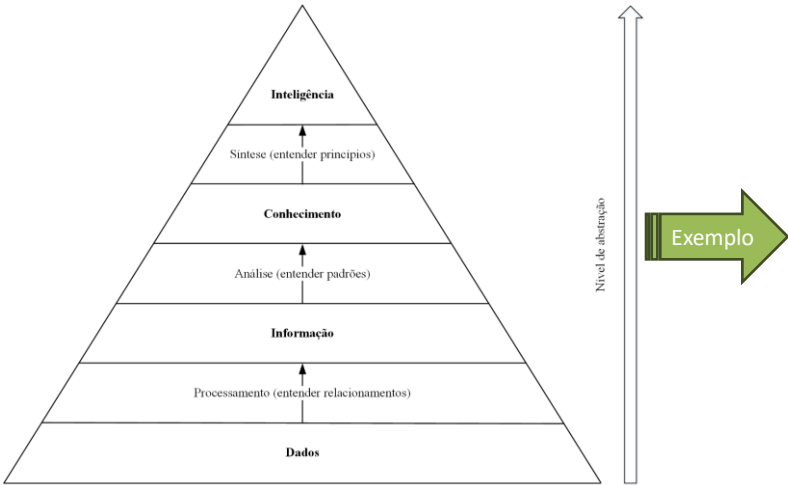 Inteligência
Síntese (entender princípios)
Conhecimento
Análise (entender padrões)
Informação
Processamento (entender relacionamentos)
Dados
Nível de abstração
Exemplo